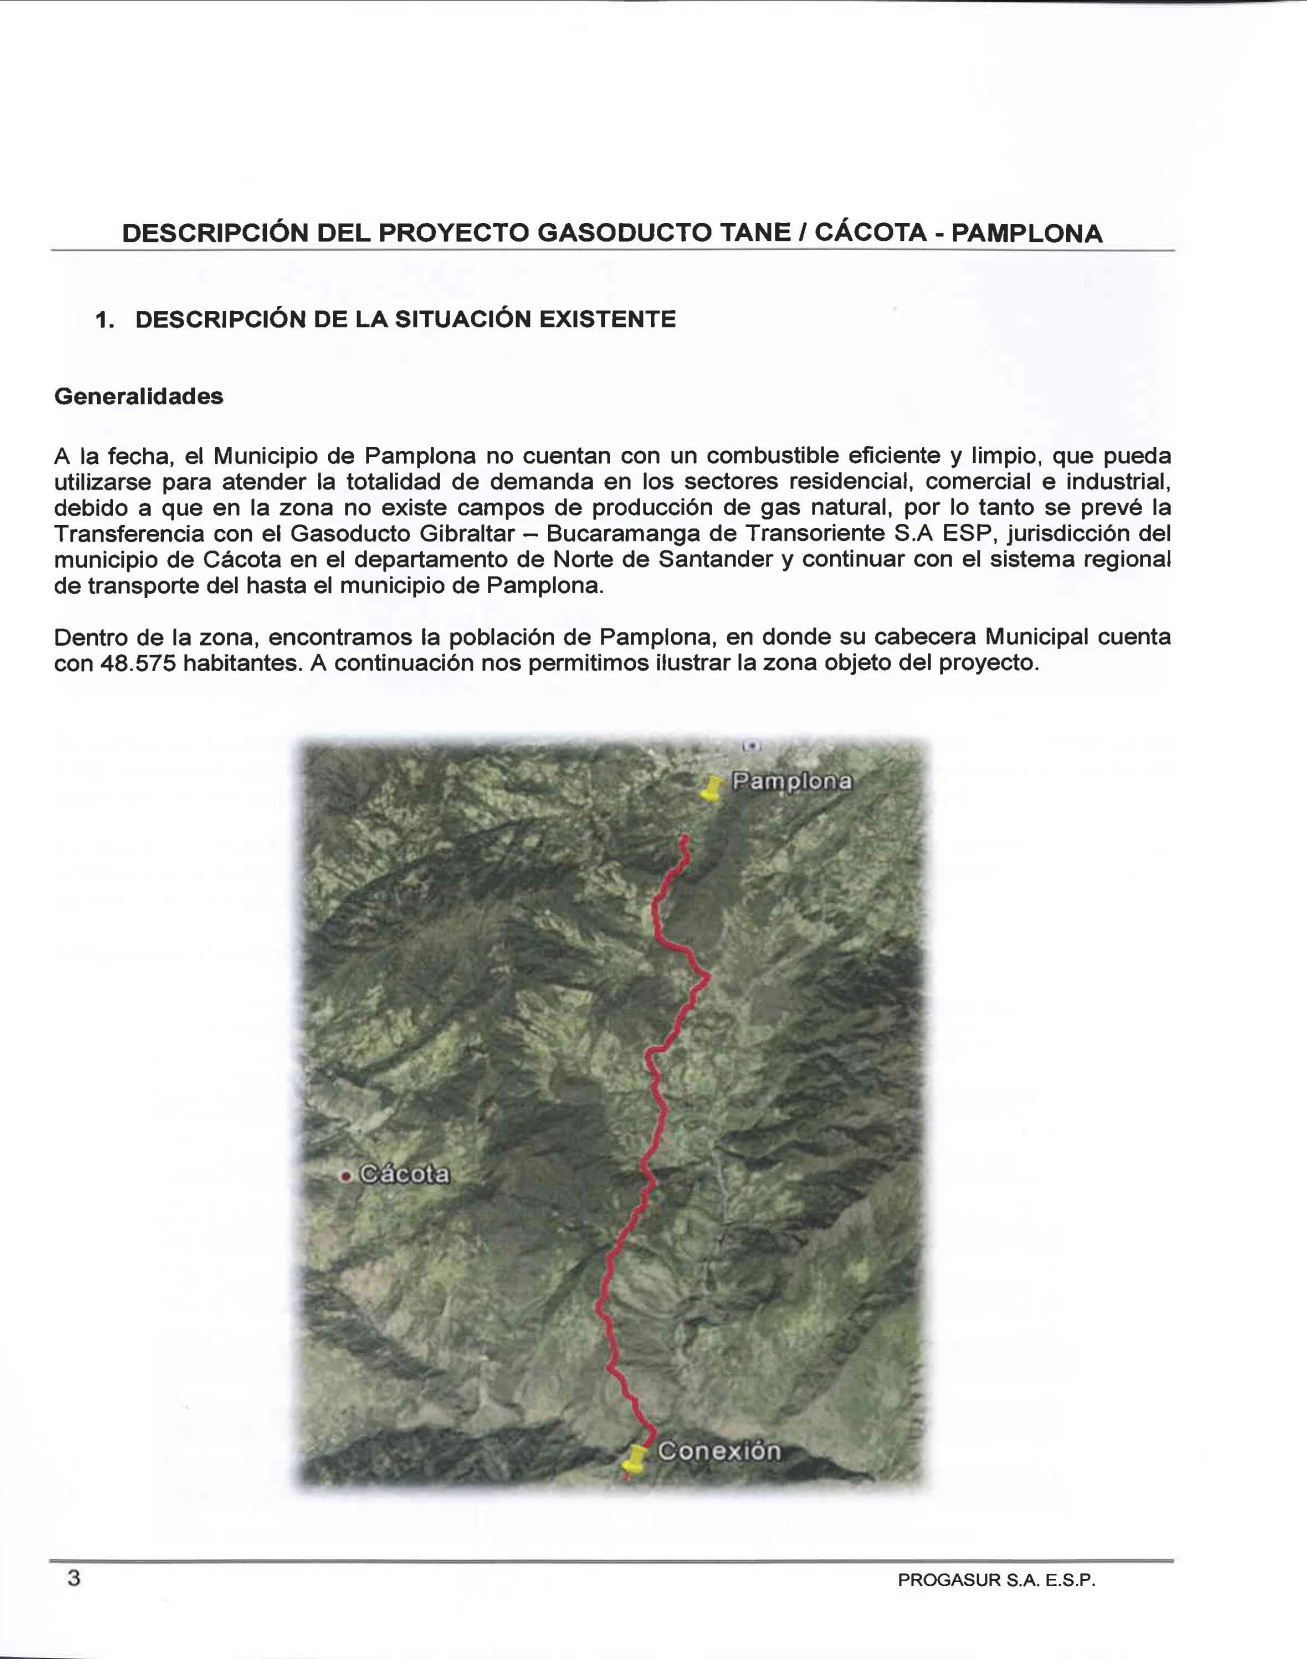 DESCRIPCIÓN DEL PROYECTO GASODUCTO TANE / CÁCOTA - PAMPLONA
1. DESCRIPCIÓN DE LA SITUACIÓN EXISTENTE
Generalidades
A la fecha, el Municipio de Pamplona no cuentan con un combustible eficiente y limpio, que pueda
utilizarse para atender la totalidad de demanda en los sectores residencial, comercial e industrial,
debido a que en la zona no existe campos de producción de gas natural, por lo tanto se prevé la
Transferencia con el Gasoducto Gibraltar – Bucaramanga de Transoriente S.A ESP, jurisdicción del
municipio de Cácota en el departamento de Norte de Santander y continuar con el sistema regional
de transporte del hasta el municipio de Pamplona.
Dentro de la zona, encontramos la población de Pamplona, en donde su cabecera Municipal cuenta
con 48.575 habitantes. A continuación nos permitimos ilustrar la zona objeto del proyecto.
Pamplona
Cácota
Conexión
3
PROGASUR S.A. E.S.P.